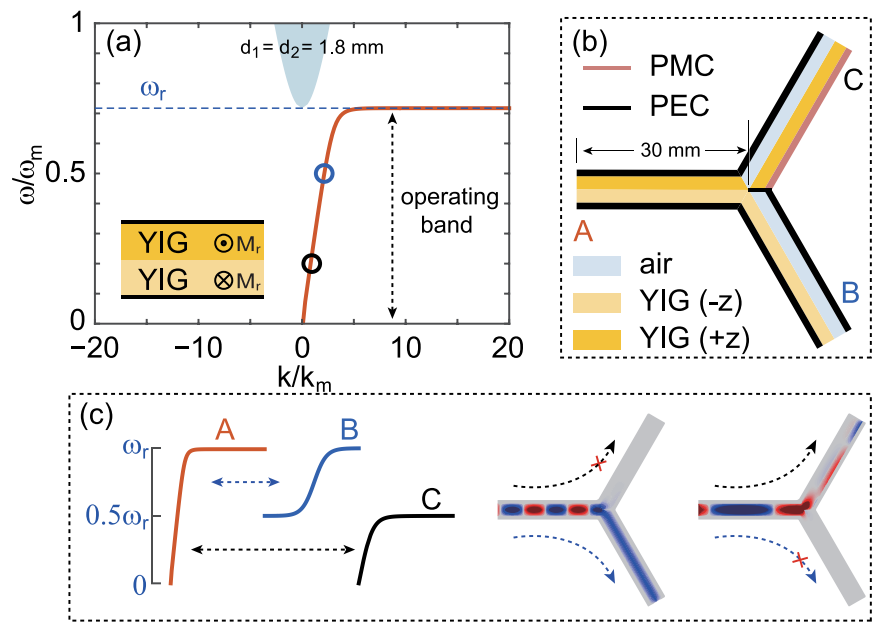 (a)
d₁ = d₂ = 1.8 mm
ωᵣ
1
0.5
0
ω/ωₘ
operating
band
YIG ⊙Mᵣ
YIG ⊗Mᵣ
−20 −10 0 10 20
k/kₘ
(b)
PMC
PEC
C
30 mm
A
B
air
YIG (-z)
YIG (+z)
(c)
A
B
C
ωᵣ
0.5ωᵣ
0